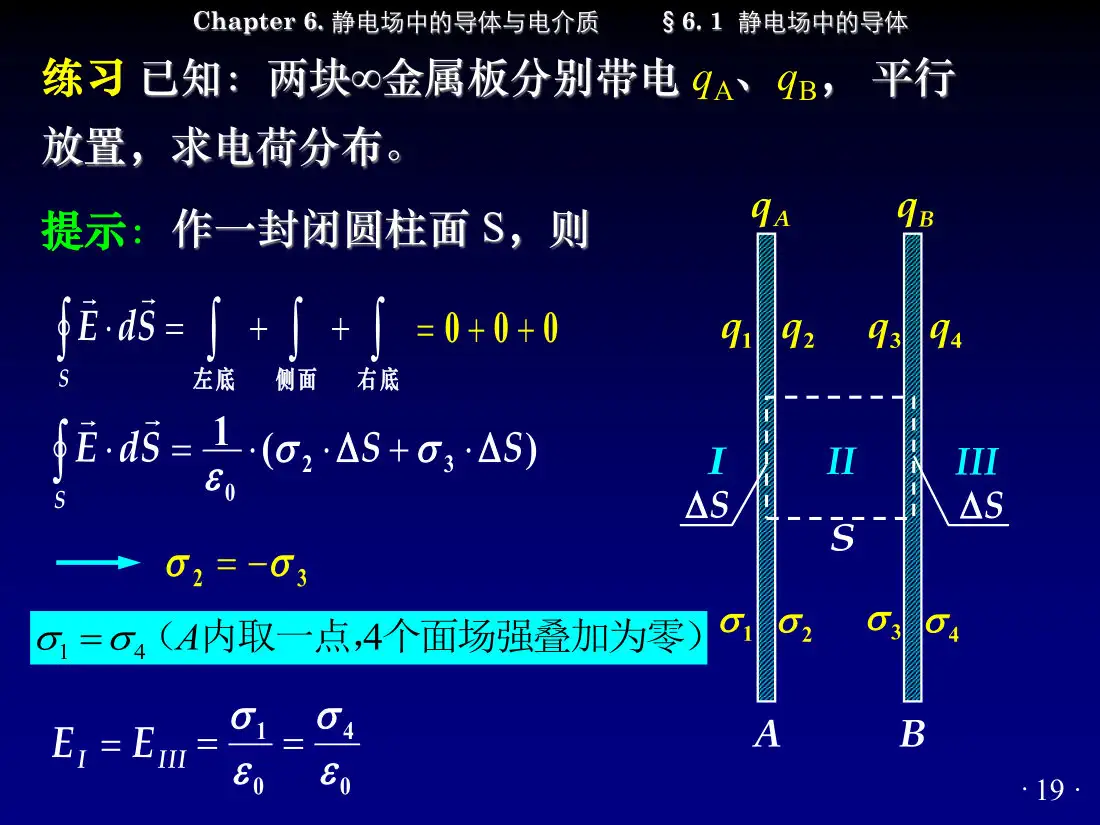 Chapter 6. 静电场中的导体与电介质 §6. 1 静电场中的导体
练习 已知：两块∞金属板分别带电 qA、qB， 平行
放置，求电荷分布。
提示：作一封闭圆柱面 S，则
∮S E⃗ · dS⃗ = ∫左底 + ∫侧面 + ∫右底 = 0 + 0 + 0
∮S E⃗ · dS⃗ = 1/ε0 · (σ2 · ΔS + σ3 · ΔS)
σ2 = −σ3
σ1 = σ4（A内取一点，4个面场强叠加为零）
EI = EIII = σ1/ε0 = σ4/ε0
qA qB
q1 q2 q3 q4
I II III
ΔS ΔS
S
σ1 σ2 σ3 σ4
A B
· 19 ·